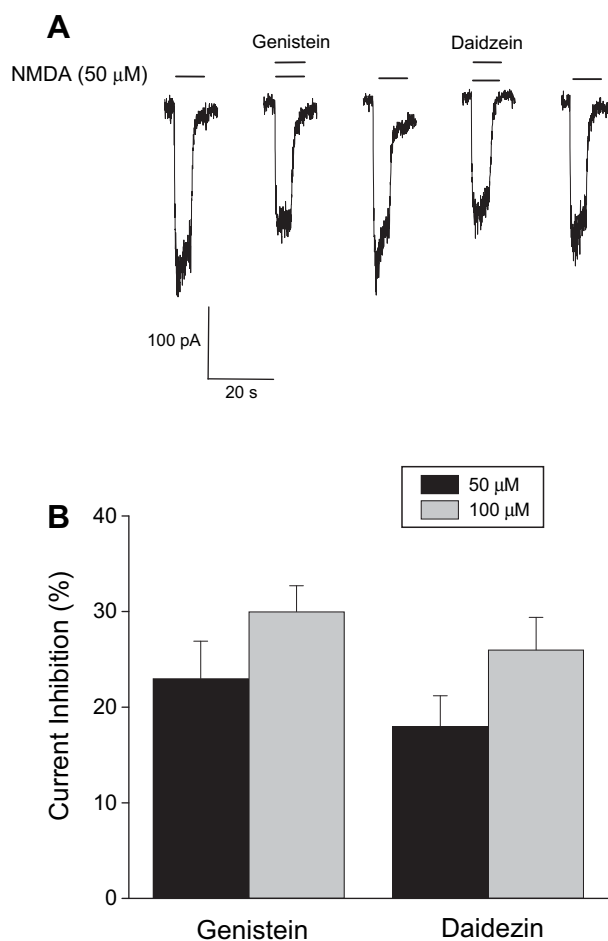 A
Genistein
Daidzein
NMDA (50 μM)
100 pA
20 s
B
50 μM
100 μM
Current Inhibition (%)
40
30
20
10
0
Genistein
Daidezin